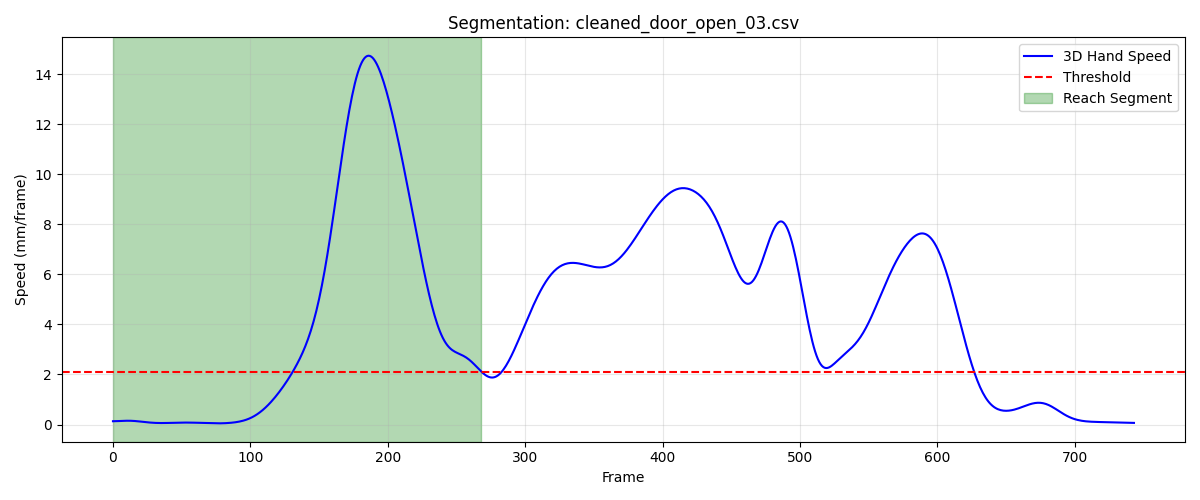 Segmentation: cleaned_door_open_03.csv
3D Hand Speed
Threshold
Reach Segment
Speed (mm/frame)
14
12
10
8
6
4
2
0
0 100 200 300 400 500 600 700
Frame